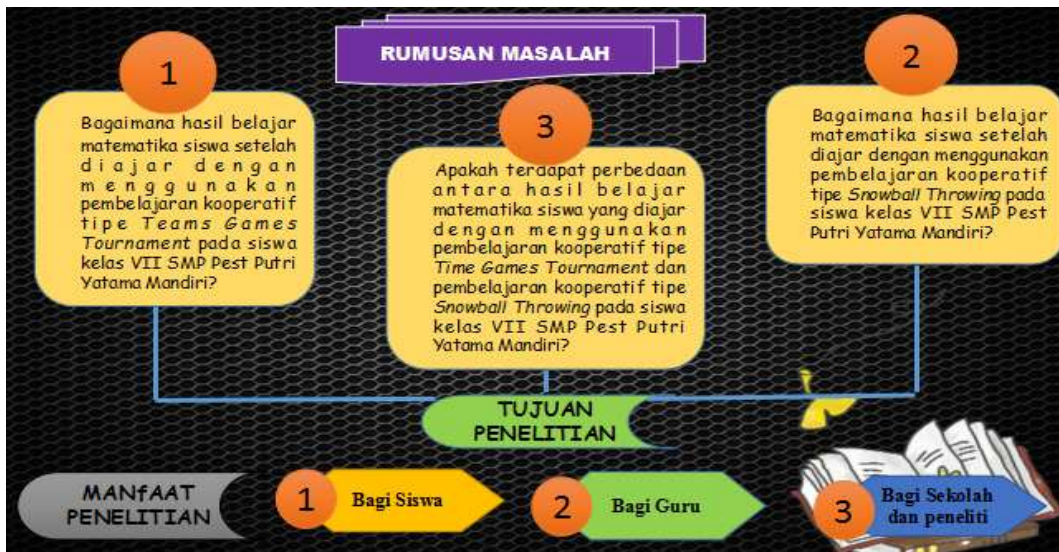 RUMUSAN MASALAH
1
Bagaimana hasil belajar
matematika siswa setelah
diajar dengan
menggunakan
pembelajaran kooperatif
tipe Teams Games
Tournament pada siswa
kelas VII SMP Pest Putri
Yatama Mandiri?
2
Bagaimana hasil belajar
matematika siswa setelah
diajar dengan menggunakan
pembelajaran kooperatif
tipe Snowball Throwing pada
siswa kelas VII SMP Pest
Putri Yatama Mandiri?
3
Apakah terdapat perbedaan
antara hasil belajar
matematika siswa yang diajar
dengan menggunakan
pembelajaran kooperatif tipe
Time Games Tournament dan
pembelajaran kooperatif tipe
Snowball Throwing pada siswa
kelas VII SMP Pest Putri
Yatama Mandiri?
TUJUAN
PENELITIAN
MANfAAT
PENELITIAN
1
Bagi Siswa
2
Bagi Guru
3
Bagi Sekolah
dan peneliti